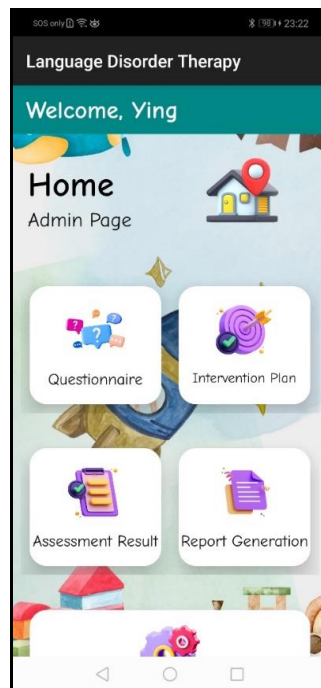 SOS only 98 23:22
Language Disorder Therapy
Welcome, Ying
Home
Admin Page
Questionnaire
Intervention Plan
Assessment Result
Report Generation